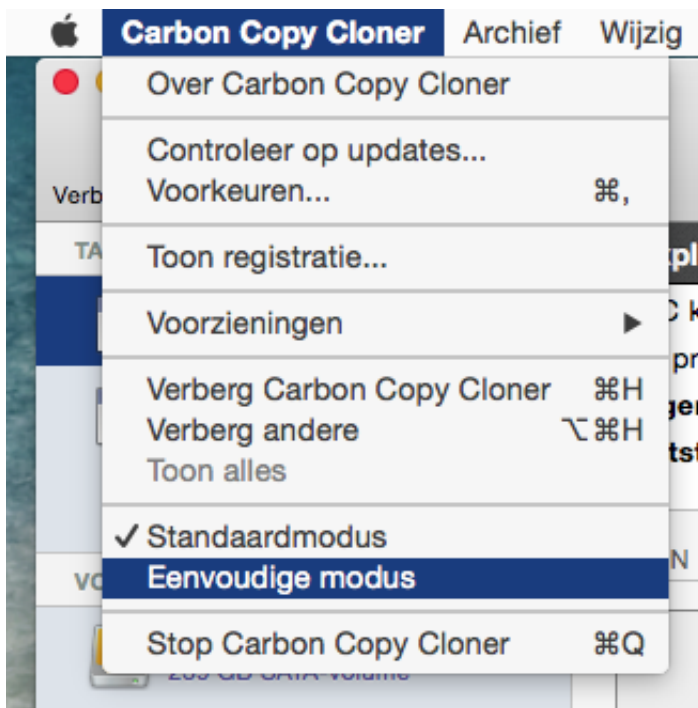 Carbon Copy Cloner Archief Wijzig
Over Carbon Copy Cloner
Controleer op updates...
Voorkeuren... ⌘,
Toon registratie...
Voorzieningen ▶
Verberg Carbon Copy Cloner ⌘H
Verberg andere ⌥⌘H
Toon alles
✓ Standaardmodus
Eenvoudige modus
Stop Carbon Copy Cloner ⌘Q